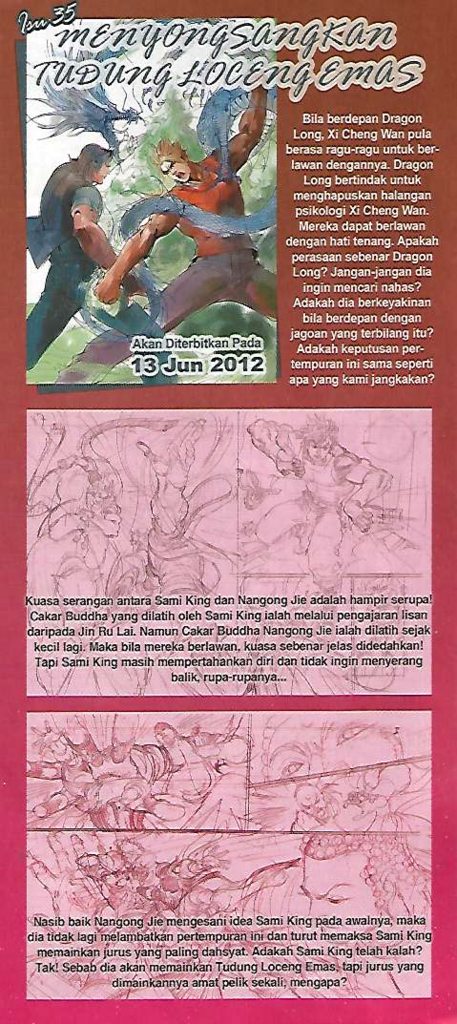 Isu 35
MENYONGSANGKAN
TUDUNG LOCENG EMAS
Bila berdepan Dragon
Long, Xi Cheng Wan pula
berasa ragu-ragu untuk ber-
lawan dengannya. Dragon
Long bertindak untuk
menghapuskan halangan
psikologi Xi Cheng Wan.
Mereka dapat berlawan
dengan hati tenang. Apakah
perasaan sebenar Dragon
Long? Jangan-jangan dia
ingin mencari nahas?
Adakah dia berkeyakinan
bila berdepan dengan
jagoan yang terbilang itu?
Adakah keputusan per-
tempuran ini sama seperti
apa yang kami jangkakan?
Akan Diterbitkan Pada
13 Jun 2012
Kuasa serangan antara Sami King dan Nangong Jie adalah hampir serupa!
Cakar Buddha yang dilatih oleh Sami King ialah melalui pengajaran lisan
daripada Jin Ru Lai. Namun Cakar Buddha Nangong Jie ialah dilatih sejak
kecil lagi. Maka bila mereka berlawan, kuasa sebenar jelas didedahkan!
Tapi Sami King masih mempertahankan diri dan tidak ingin menyerang
balik, rupa-rupanya...
Nasib baik Nangong Jie mengesani idea Sami King pada awalnya, maka
dia tidak lagi melambatkan pertempuran ini dan turut memaksa Sami King
memainkan jurus yang paling dahsyat. Adakah Sami King telah kalah?
Tak! Sebab dia akan memainkan Tudung Loceng Emas, tapi jurus yang
dimainkannya amat pelik sekali, mengapa?